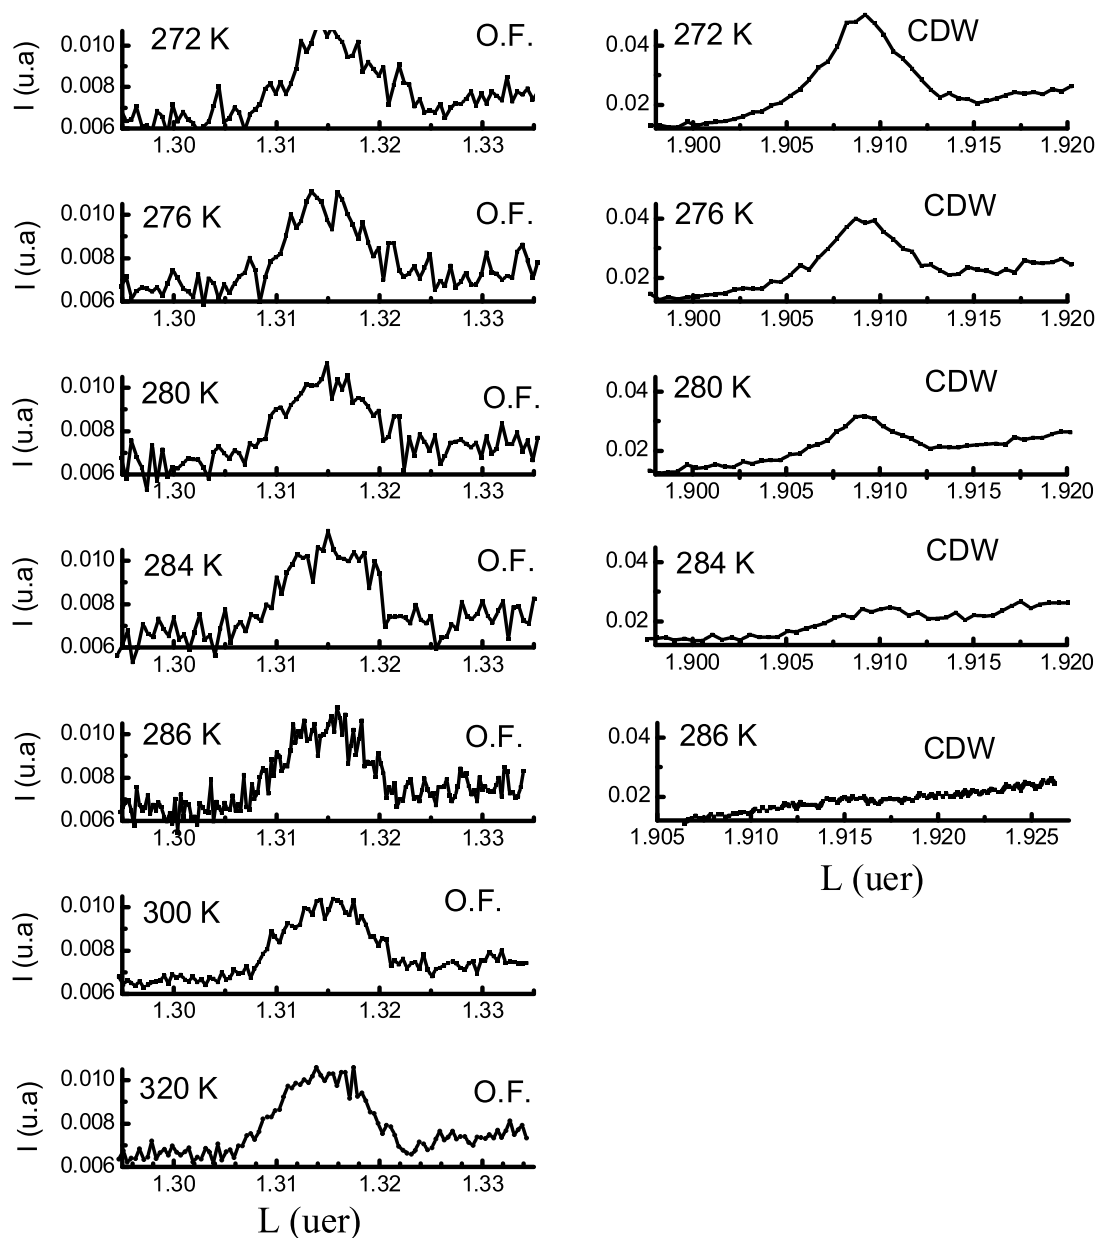 272 K O.F.
I (u.a)
0.010
0.008
0.006
1.30 1.31 1.32 1.33
272 K CDW
0.04
0.02
1.900 1.905 1.910 1.915 1.920
276 K O.F.
I (u.a)
0.010
0.008
0.006
1.30 1.31 1.32 1.33
276 K CDW
0.04
0.02
1.900 1.905 1.910 1.915 1.920
280 K O.F.
I (u.a)
0.010
0.008
0.006
1.30 1.31 1.32 1.33
280 K CDW
0.04
0.02
1.900 1.905 1.910 1.915 1.920
284 K O.F.
I (u.a)
0.010
0.008
0.006
1.30 1.31 1.32 1.33
284 K CDW
0.04
0.02
1.900 1.905 1.910 1.915 1.920
286 K O.F.
I (u.a)
0.010
0.008
0.006
1.30 1.31 1.32 1.33
286 K CDW
0.04
0.02
1.905 1.910 1.915 1.920 1.925
L (uer)
300 K O.F.
I (u.a)
0.010
0.008
0.006
1.30 1.31 1.32 1.33
320 K O.F.
I (u.a)
0.010
0.008
0.006
1.30 1.31 1.32 1.33
L (uer)